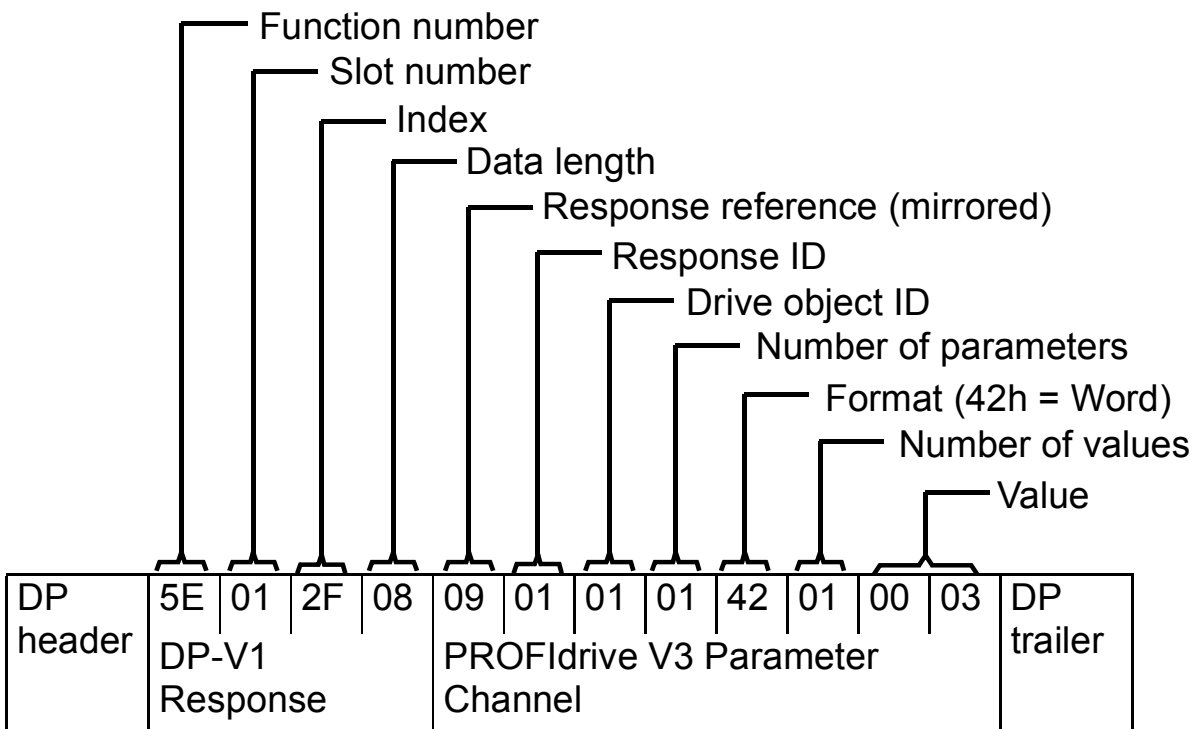 Function number
Slot number
Index
Data length
Response reference (mirrored)
Response ID
Drive object ID
Number of parameters
Format (42h = Word)
Number of values
Value
DP header
5E 01 2F 08 09 01 01 01 42 01 00 03
DP-V1
Response
PROFIdrive V3 Parameter
Channel
DP
trailer